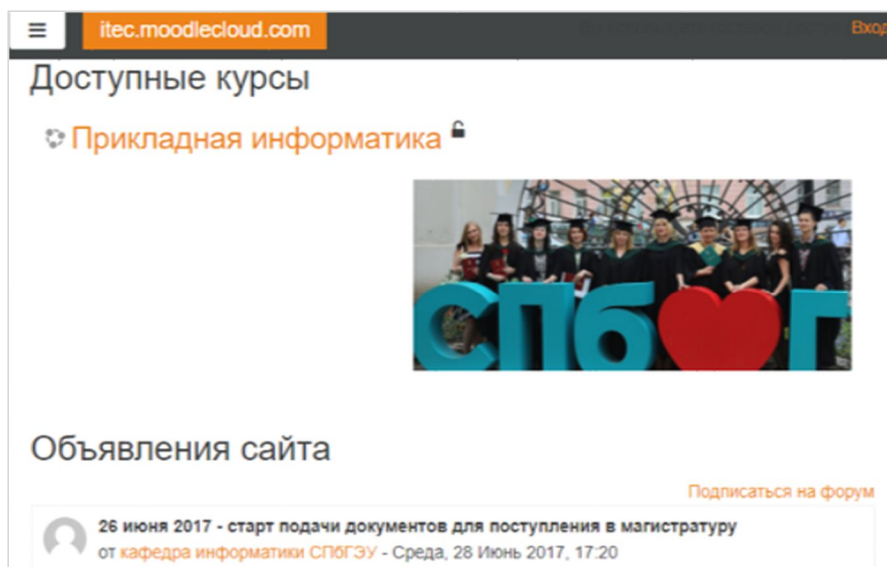 itec.moodlecloud.com
Вход
Доступные курсы
Прикладная информатика
СПб Г
Объявления сайта
Подписаться на форум
26 июня 2017 - старт подачи документов для поступления в магистратуру
от кафедра информатики СПбГЭУ - Среда, 28 Июнь 2017, 17:20